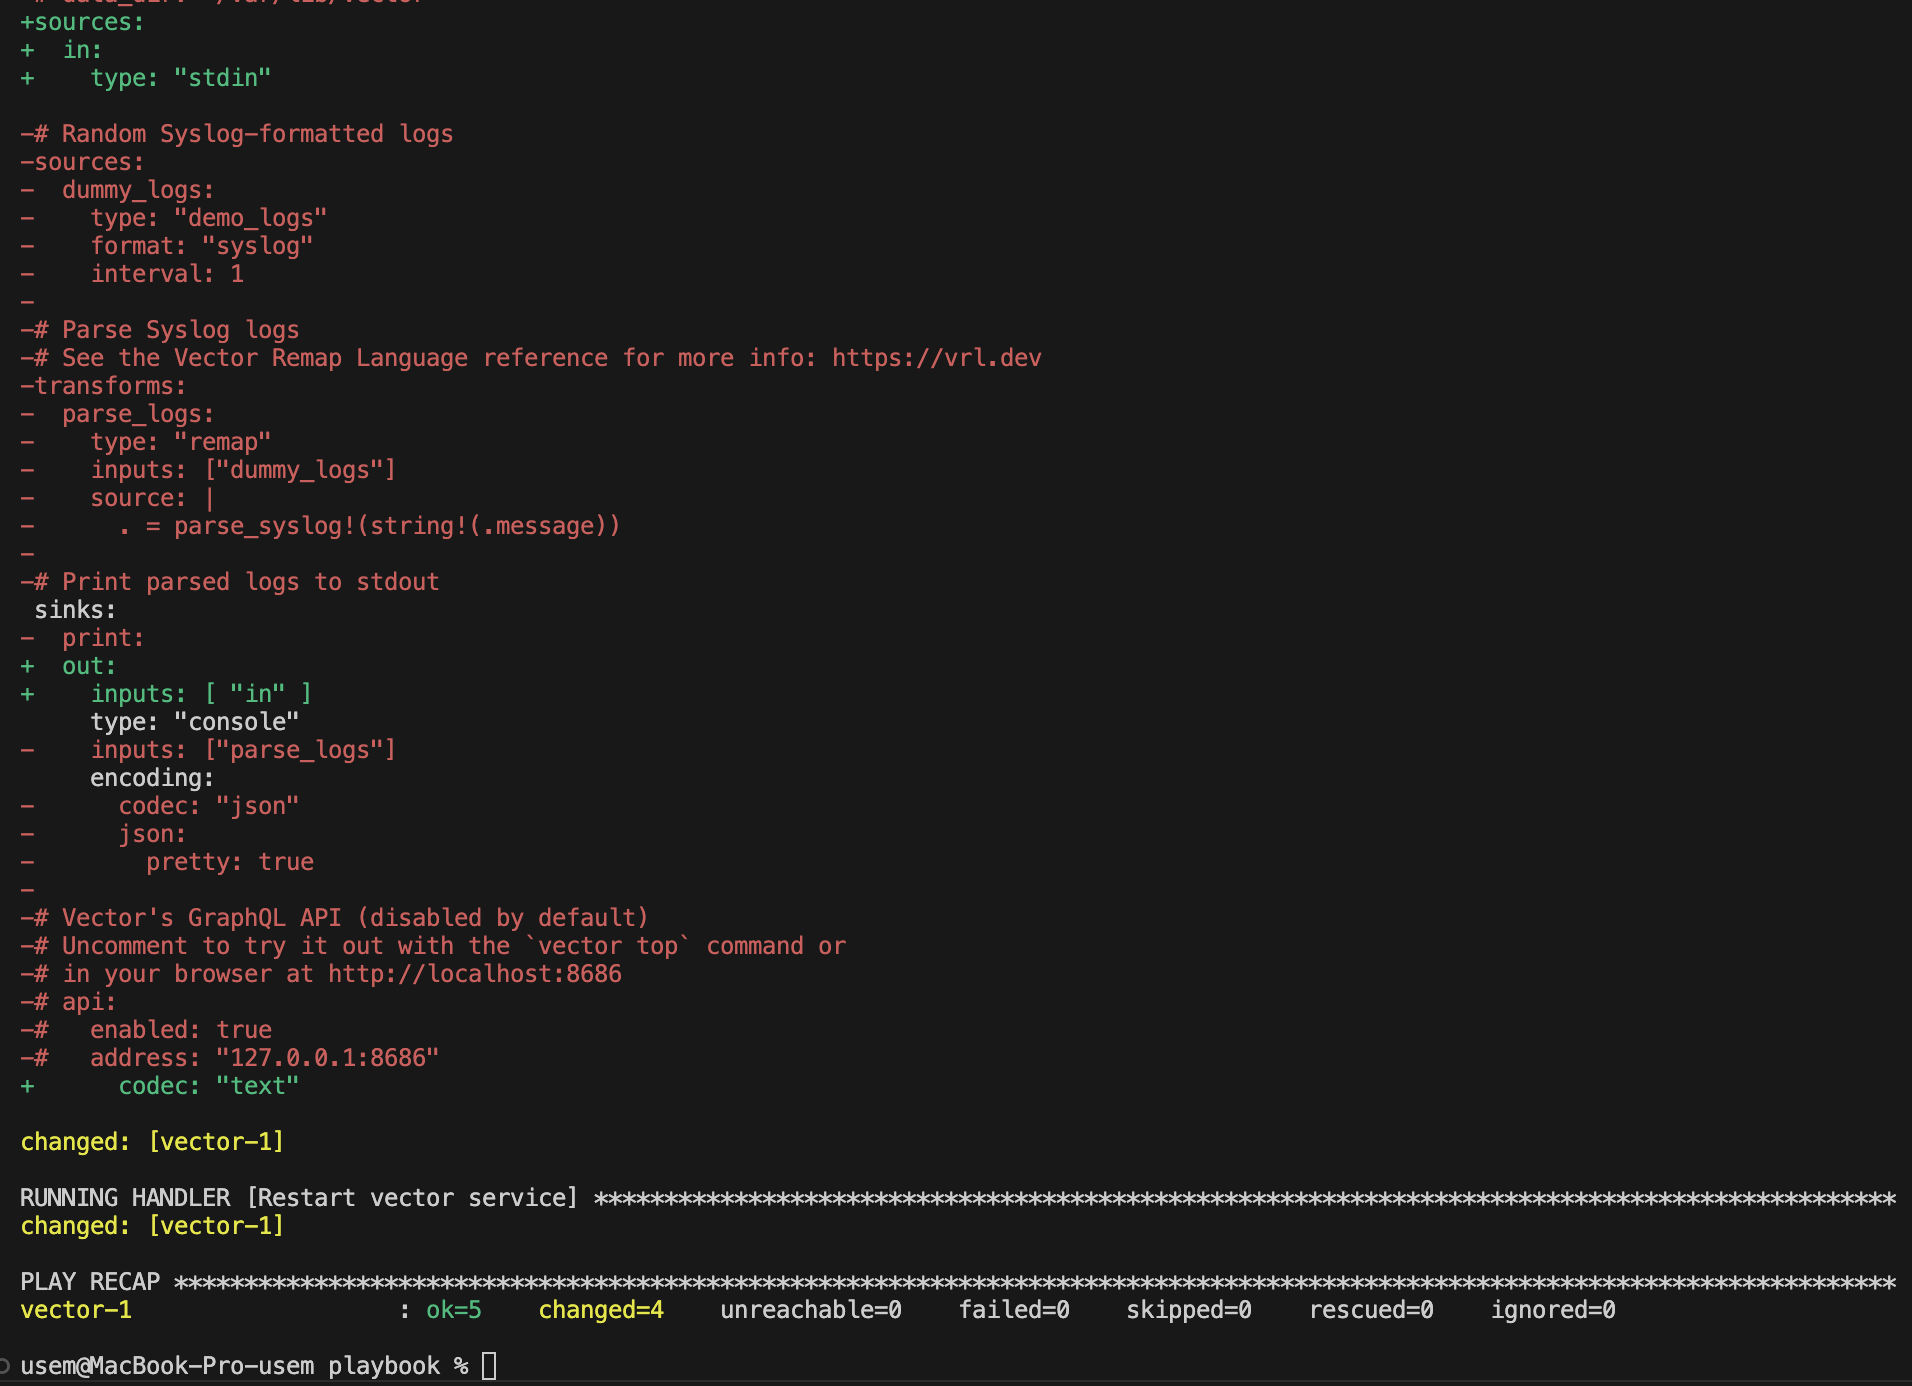 +sources:
+  in:
+    type: "stdin"
-# Random Syslog-formatted logs
-sources:
-  dummy_logs:
-    type: "demo_logs"
-    format: "syslog"
-    interval: 1
-
-# Parse Syslog logs
-# See the Vector Remap Language reference for more info: https://vrl.dev
-transforms:
-  parse_logs:
-    type: "remap"
-    inputs: ["dummy_logs"]
-    source: |
-      . = parse_syslog!(string!(.message))
-
-# Print parsed logs to stdout
 sinks:
-  print:
+  out:
+    inputs: [ "in" ]
     type: "console"
-    inputs: ["parse_logs"]
     encoding:
-      codec: "json"
-      json:
-        pretty: true
-
-# Vector's GraphQL API (disabled by default)
-# Uncomment to try it out with the `vector top` command or
-# in your browser at http://localhost:8686
-# api:
-#   enabled: true
-#   address: "127.0.0.1:8686"
+      codec: "text"
changed: [vector-1]
RUNNING HANDLER [Restart vector service] *********************************************************************************************
changed: [vector-1]
PLAY RECAP ***************************************************************************************************************************
vector-1                   : ok=5    changed=4    unreachable=0    failed=0    skipped=0    rescued=0    ignored=0
usem@MacBook-Pro-usem playbook %